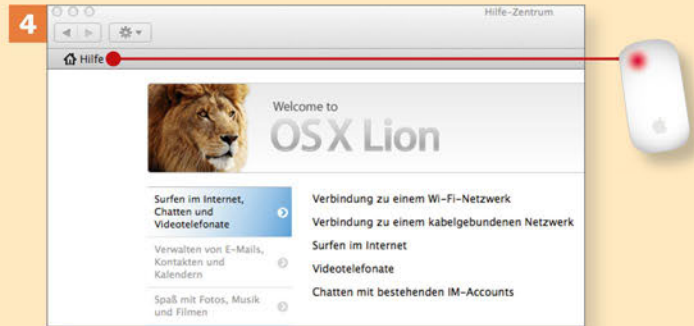 4
Hilfe-Zentrum
Hilfe
Welcome to
OS X Lion
Surfen im Internet,
Chatten und
Videotelefonate
Verwalten von E-Mails,
Kontakten und
Kalendern
Spaß mit Fotos, Musik
und Filmen
Verbindung zu einem Wi-Fi-Netzwerk
Verbindung zu einem kabelgebundenen Netzwerk
Surfen im Internet
Videotelefonate
Chatten mit bestehenden IM-Accounts